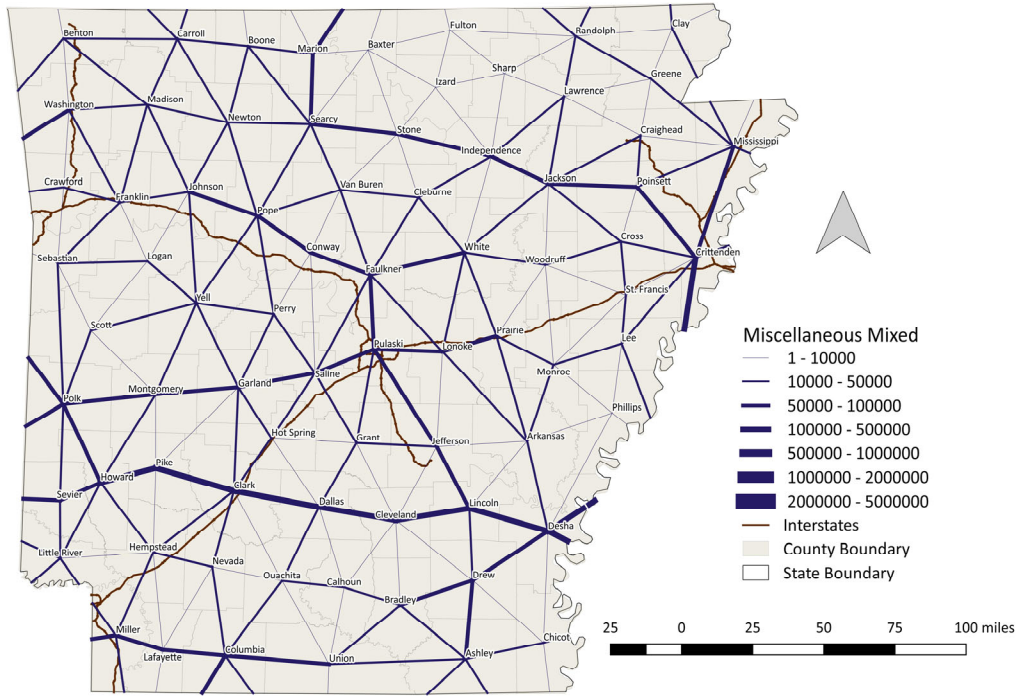 Benton
Carroll
Boone
Marion
Baxter
Fulton
Randolph
Clay
Sharp
Izard
Greene
Lawrence
Washington
Madison
Newton
Searcy
Stone
Independence
Craighead
Mississippi
Crawford
Franklin
Johnson
Van Buren
Cleburne
Jackson
Poinsett
Pope
Conway
White
Cross
Woodruff
Crittenden
Sebastian
Logan
Faulkner
St. Francis
Yell
Perry
Scott
Pulaski
Lonoke
Prairie
Lee
Monroe
Saline
Polk
Montgomery
Garland
Phillips
Hot Spring
Grant
Jefferson
Arkansas
Pike
Howard
Clark
Sevier
Dallas
Cleveland
Lincoln
Desha
Little River
Hempstead
Nevada
Ouachita
Calhoun
Drew
Bradley
Miller
Lafayette
Columbia
Union
Ashley
Chicot
Miscellaneous Mixed
1 - 10000
10000 - 50000
50000 - 100000
100000 - 500000
500000 - 1000000
1000000 - 2000000
2000000 - 5000000
Interstates
County Boundary
State Boundary
25 0 25 50 75 100 miles